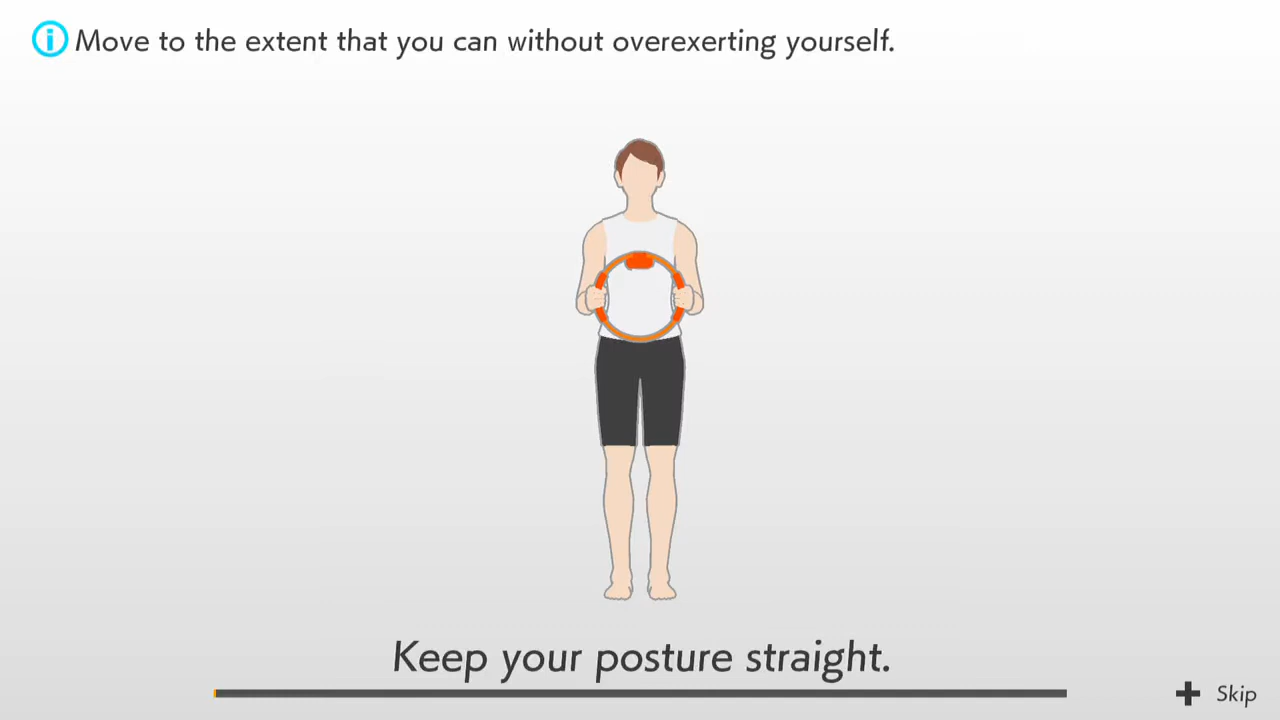 Move to the extent that you can without overexerting yourself.
Keep your posture straight.
Skip